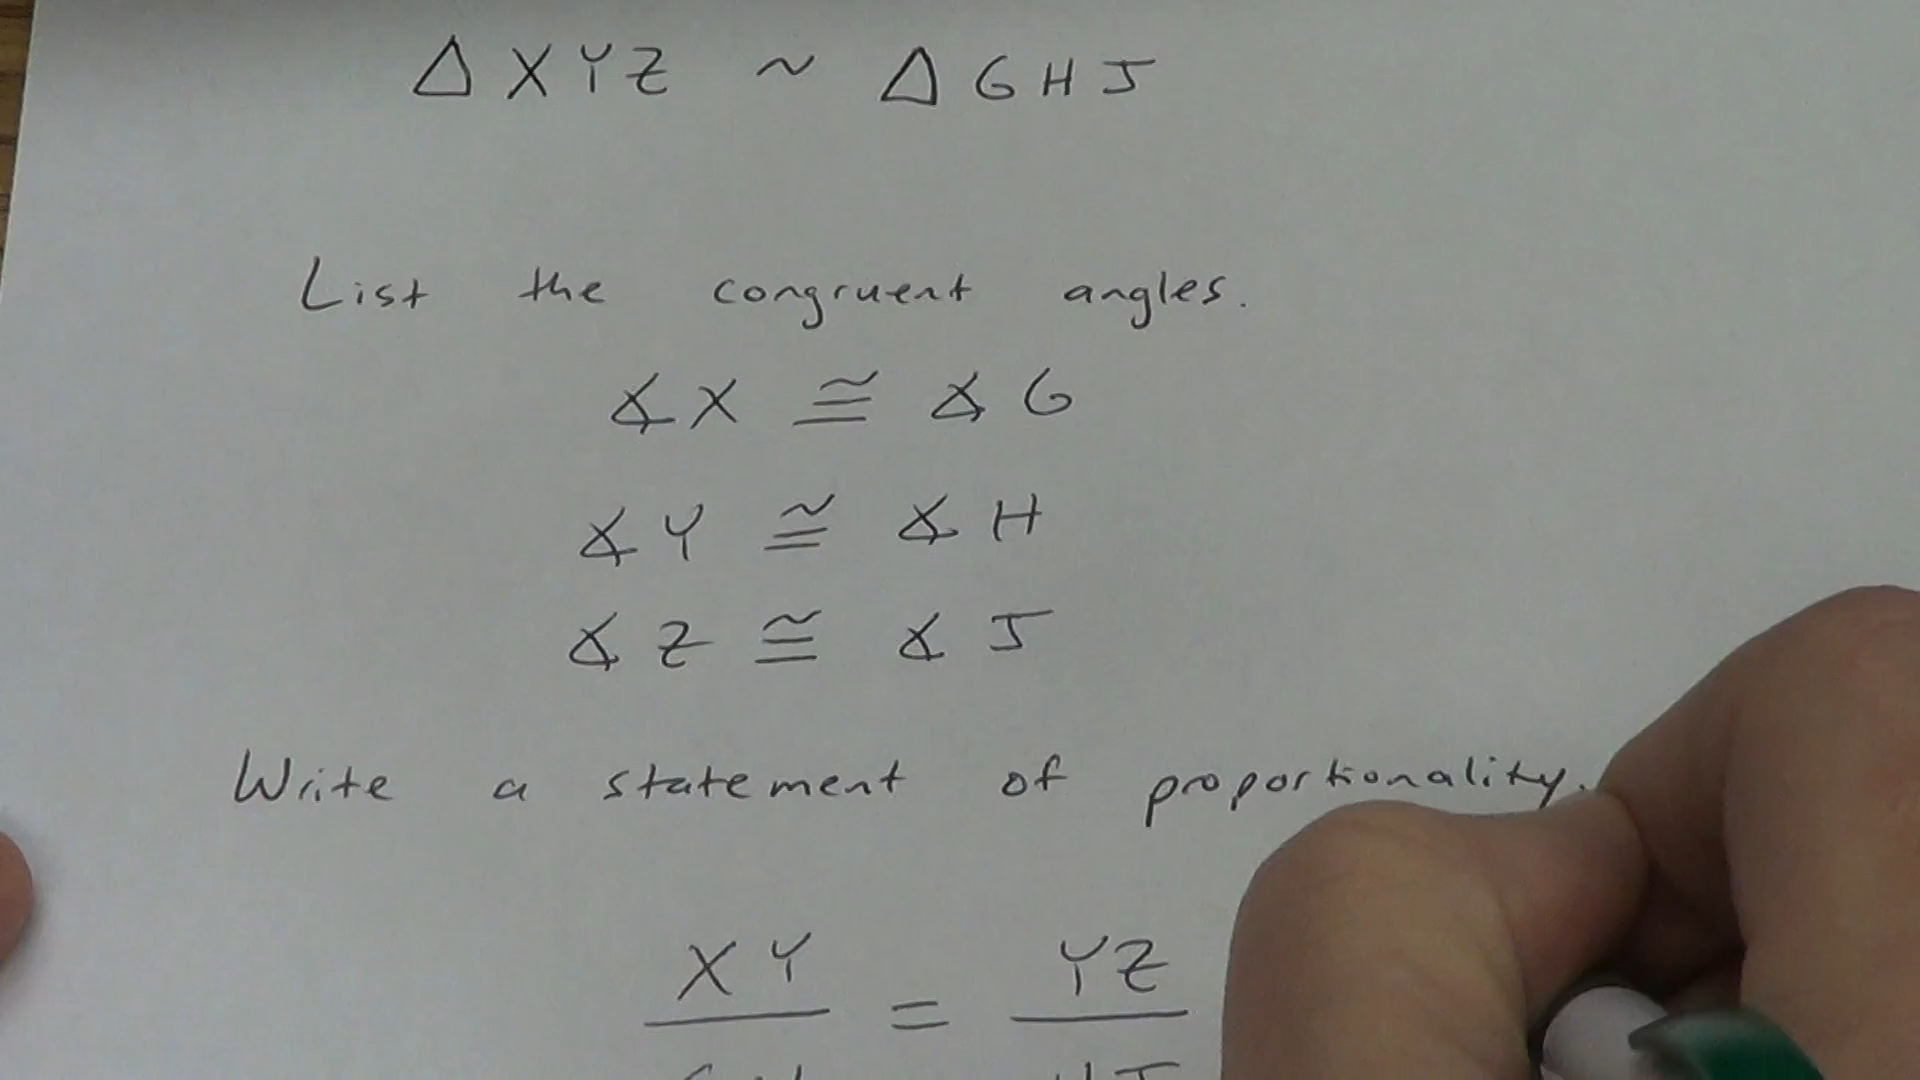 △XYZ ~ △GHJ
List the congruent angles.
∡X ≅ ∡G
∡Y ≅ ∡H
∡Z ≅ ∡J
Write a statement of proportionality.
XY = YZ